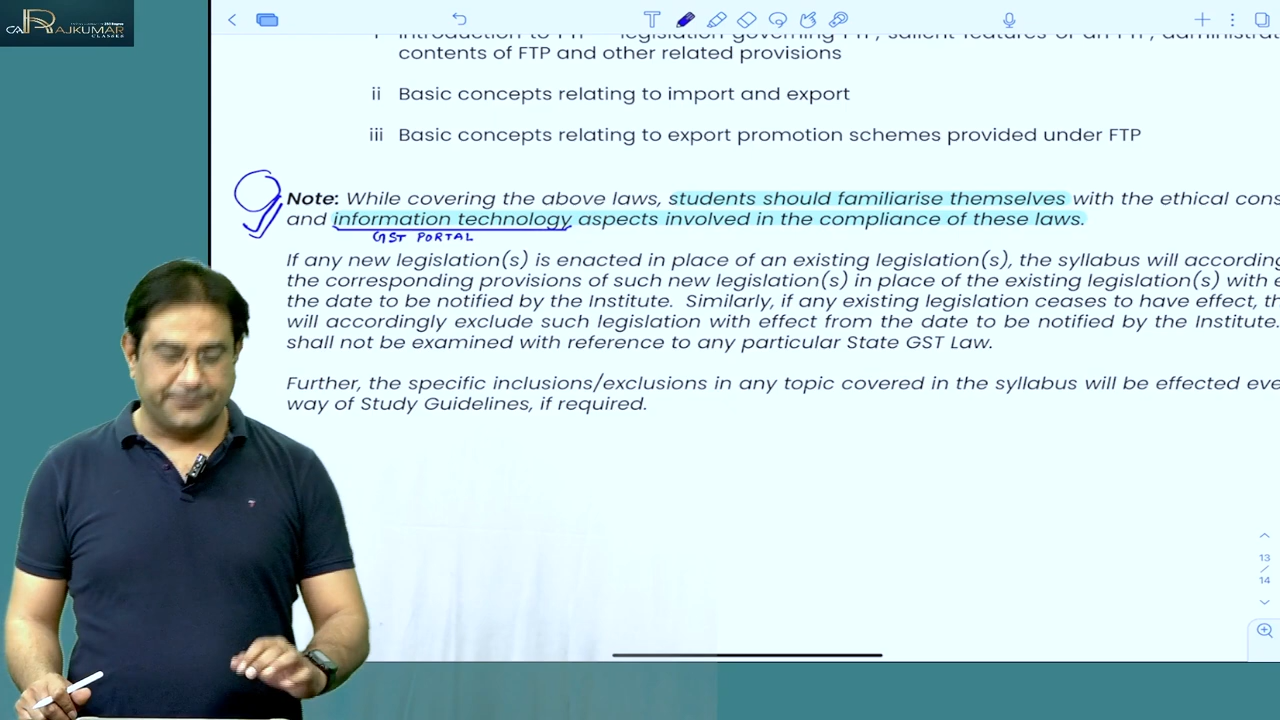 CA RAJKUMAR
CLASSES
contents of FTP and other related provisions
ii Basic concepts relating to import and export
iii Basic concepts relating to export promotion schemes provided under FTP
Note: While covering the above laws, students should familiarise themselves with the ethical cons
and information technology aspects involved in the compliance of these laws.
GST PORTAL
If any new legislation(s) is enacted in place of an existing legislation(s), the syllabus will according
the corresponding provisions of such new legislation(s) in place of the existing legislation(s) with e
the date to be notified by the Institute. Similarly, if any existing legislation ceases to have effect, th
will accordingly exclude such legislation with effect from the date to be notified by the Institute.
shall not be examined with reference to any particular State GST Law.
Further, the specific inclusions/exclusions in any topic covered in the syllabus will be effected eve
way of Study Guidelines, if required.
13
/
14